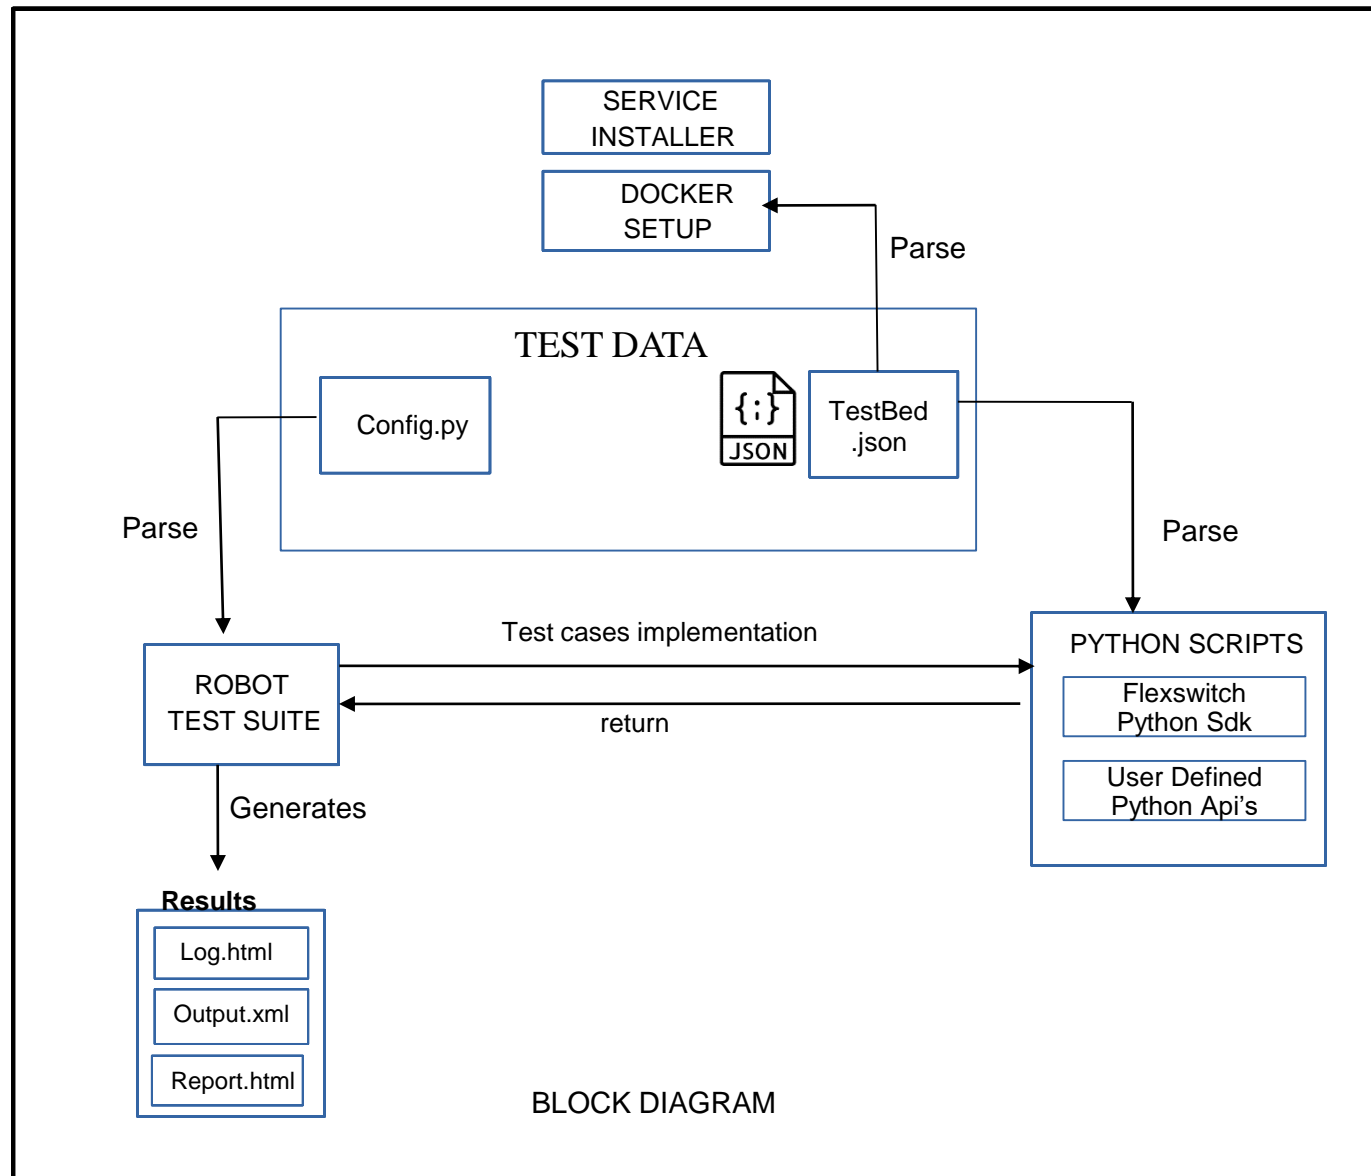 SERVICE
INSTALLER
DOCKER
SETUP
Parse
TEST DATA
Config.py
{;}
JSON
TestBed
.json
Parse
Parse
Test cases implementation
ROBOT
TEST SUITE
return
PYTHON SCRIPTS
Flexswitch
Python Sdk
User Defined
Python Api’s
Generates
Results
Log.html
Output.xml
Report.html
BLOCK DIAGRAM